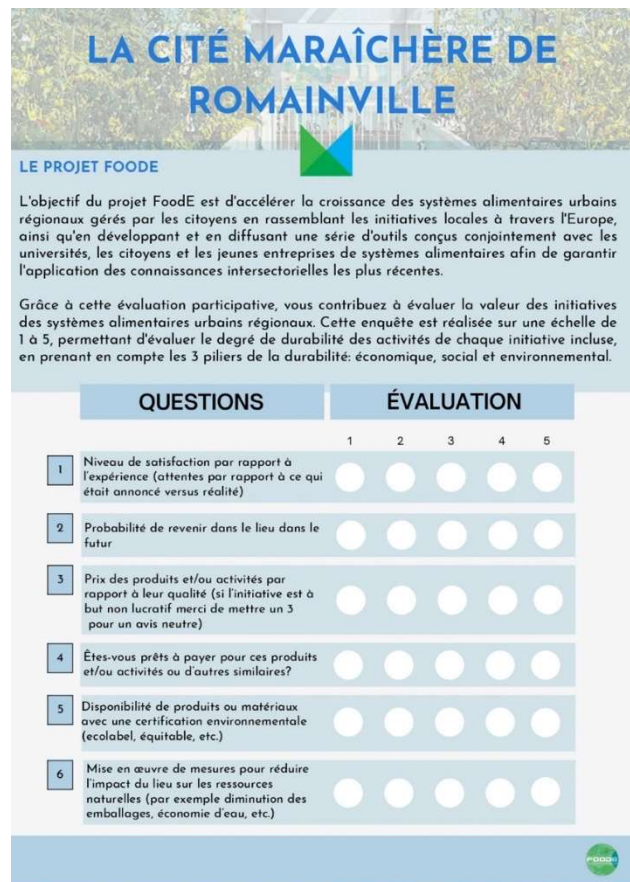 LA CITÉ MARAÎCHÈRE DE
ROMAINVILLE
LE PROJET FOODE
L'objectif du projet FoodE est d'accélérer la croissance des systèmes alimentaires urbains
régionaux gérés par les citoyens en rassemblant les initiatives locales à travers l'Europe,
ainsi qu'en développant et en diffusant une série d'outils conçus conjointement avec les
universités, les citoyens et les jeunes entreprises de systèmes alimentaires afin de garantir
l'application des connaissances intersectorielles les plus récentes.
Grâce à cette évaluation participative, vous contribuez à évaluer la valeur des initiatives
des systèmes alimentaires urbains régionaux. Cette enquête est réalisée sur une échelle de
1 à 5, permettant d'évaluer le degré de durabilité des activités de chaque initiative incluse,
en prenant en compte les 3 piliers de la durabilité: économique, social et environnemental.
QUESTIONS ÉVALUATION
1 2 3 4 5
1 Niveau de satisfaction par rapport à
l'expérience (attentes par rapport à ce qui
était annoncé versus réalité)
2 Probabilité de revenir dans le lieu dans le
futur
3 Prix des produits et/ou activités par
rapport à leur qualité (si l'initiative est à
but non lucratif merci de mettre un 3
pour un avis neutre)
4 Êtes-vous prêts à payer pour ces produits
et/ou activités ou d'autres similaires?
5 Disponibilité de produits ou matériaux
avec une certification environnementale
(ecolabel, équitable, etc.)
6 Mise en œuvre de mesures pour réduire
l'impact du lieu sur les ressources
naturelles (par exemple diminution des
emballages, économie d'eau, etc.)
FOODE